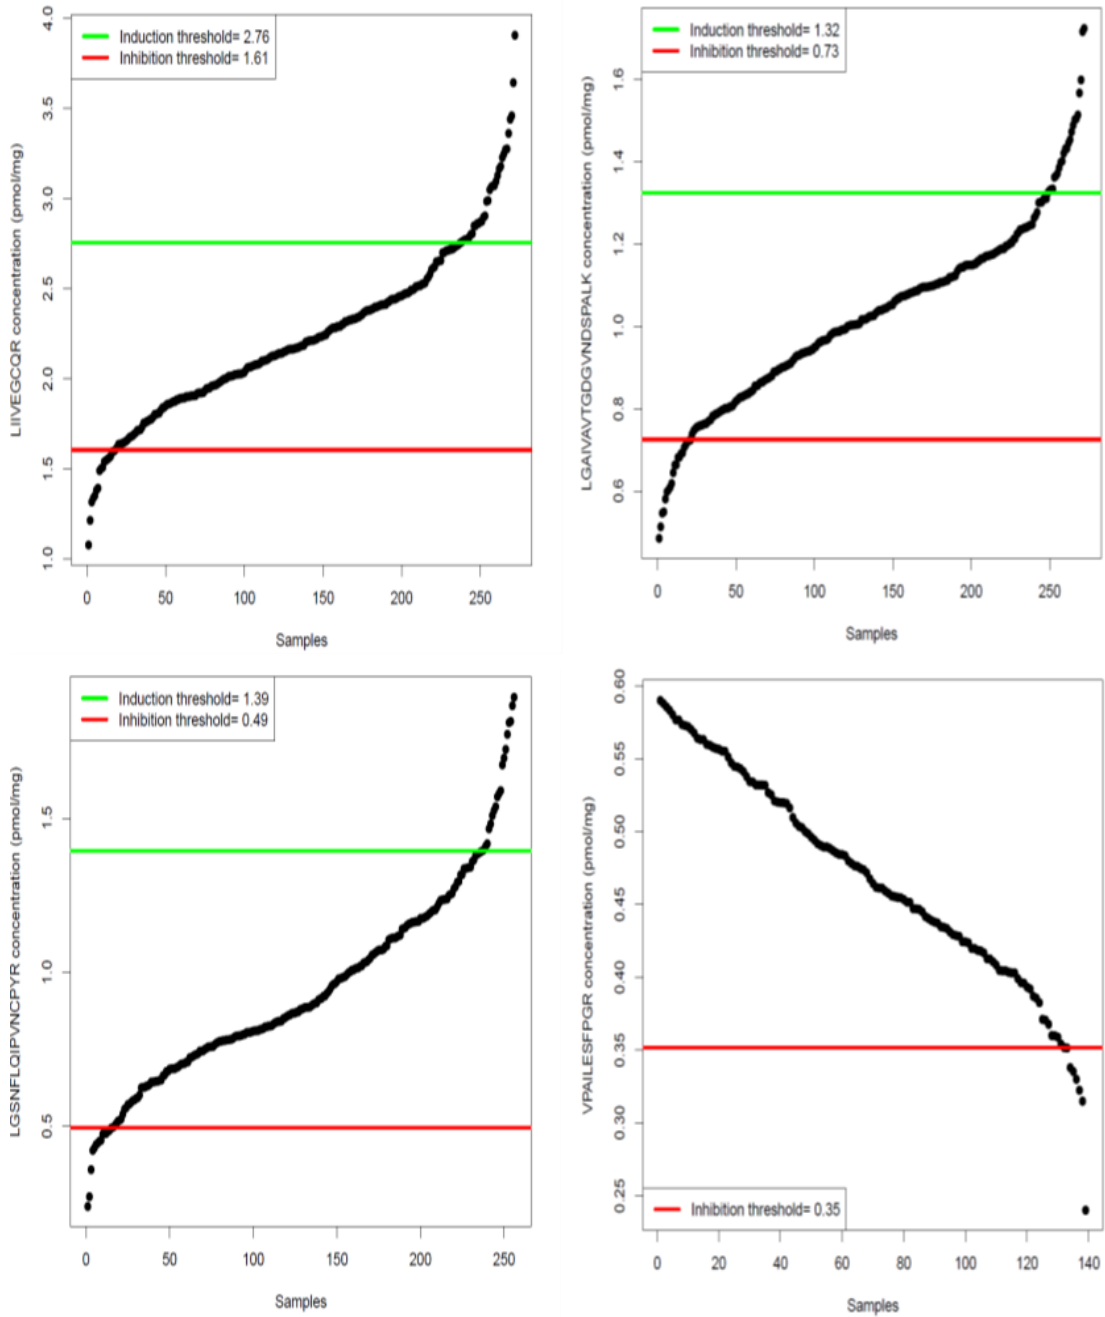 Induction threshold= 2.76
Inhibition threshold= 1.61
LIIVEGCQR concentration (pmol/mg)
4.0
3.5
3.0
2.5
2.0
1.5
1.0
0 50 100 150 200 250
Samples
Induction threshold= 1.32
Inhibition threshold= 0.73
LGAIVAVTGDGVNDSPALK concentration (pmol/mg)
1.6
1.4
1.2
1.0
0.8
0.6
0 50 100 150 200 250
Samples
Induction threshold= 1.39
Inhibition threshold= 0.49
LGSNFLQIPVNCPYR concentration (pmol/mg)
1.5
1.0
0.5
0 50 100 150 200 250
Samples
VPAILESFPGR concentration (pmol/mg)
0.60
0.55
0.50
0.45
0.40
0.35
0.30
0.25
Inhibition threshold= 0.35
0 20 40 60 80 100 120 140
Samples